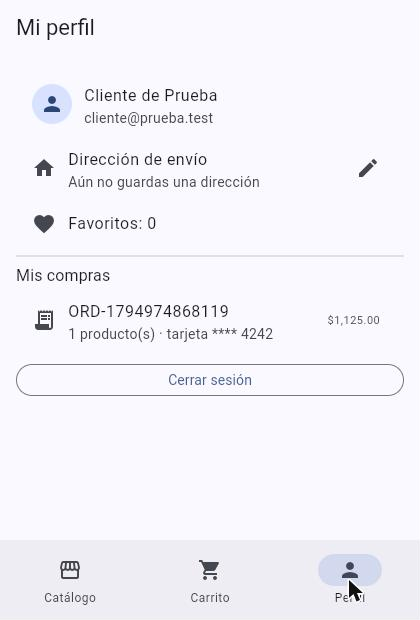 Mi perfil
Cliente de Prueba
cliente@prueba.test
Dirección de envío
Aún no guardas una dirección
Favoritos: 0
Mis compras
ORD-1794974868119
$1,125.00
1 producto(s) · tarjeta **** 4242
Cerrar sesión
Catálogo
Carrito
Perfil